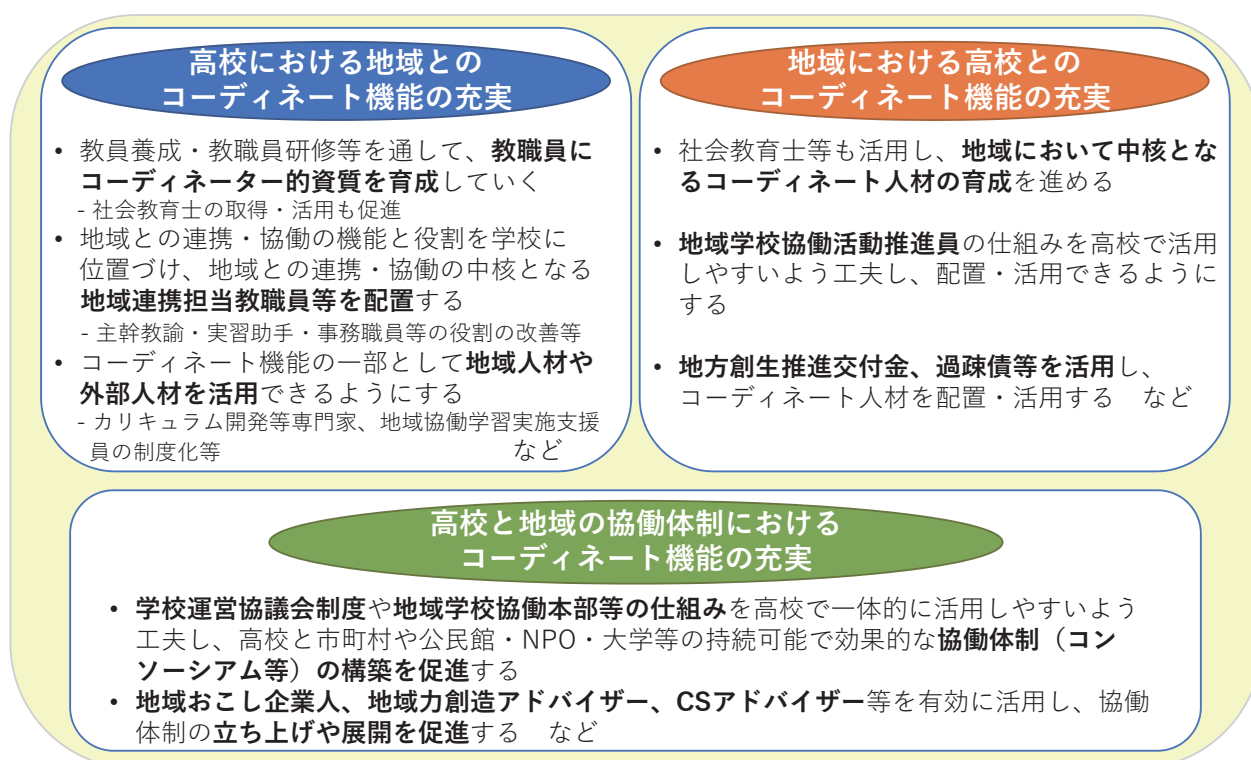 高校における地域との
コーディネート機能の充実
• 教員養成・教職員研修等を通して、教職員に
コーディネーター的資質を育成していく
- 社会教育士の取得・活用も促進
• 地域との連携・協働の機能と役割を学校に
位置づけ、地域との連携・協働の中核となる
地域連携担当教職員等を配置する
- 主幹教諭・実習助手・事務職員等の役割の改善等
• コーディネート機能の一部として地域人材や
外部人材を活用できるようにする
- カリキュラム開発等専門家、地域協働学習実施支援
員の制度化等 など
地域における高校との
コーディネート機能の充実
• 社会教育士等も活用し、地域において中核とな
るコーディネート人材の育成を進める
• 地域学校協働活動推進員の仕組みを高校で活用
しやすいよう工夫し、配置・活用できるように
する
• 地方創生推進交付金、過疎債等を活用し、
コーディネート人材を配置・活用する など
高校と地域の協働体制における
コーディネート機能の充実
• 学校運営協議会制度や地域学校協働本部等の仕組みを高校で一体的に活用しやすいよう
工夫し、高校と市町村や公民館・NPO・大学等の持続可能で効果的な協働体制（コン
ソーシアム等）の構築を促進する
• 地域おこし企業人、地域力創造アドバイザー、CSアドバイザー等を有効に活用し、協働
体制の立ち上げや展開を促進する など